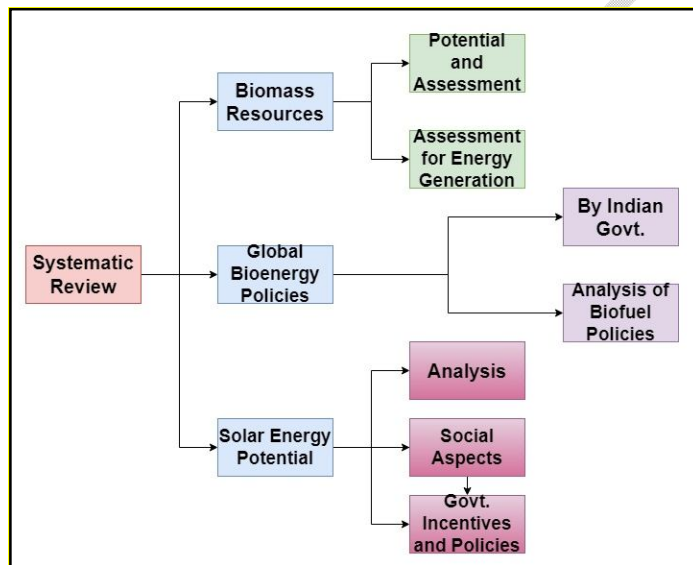 Systematic
Review
Biomass
Resources
Potential
and
Assessment
Assessment
for Energy
Generation
Global
Bioenergy
Policies
By Indian
Govt.
Analysis of
Biofuel
Policies
Solar Energy
Potential
Analysis
Social
Aspects
Govt.
Incentives
and Policies